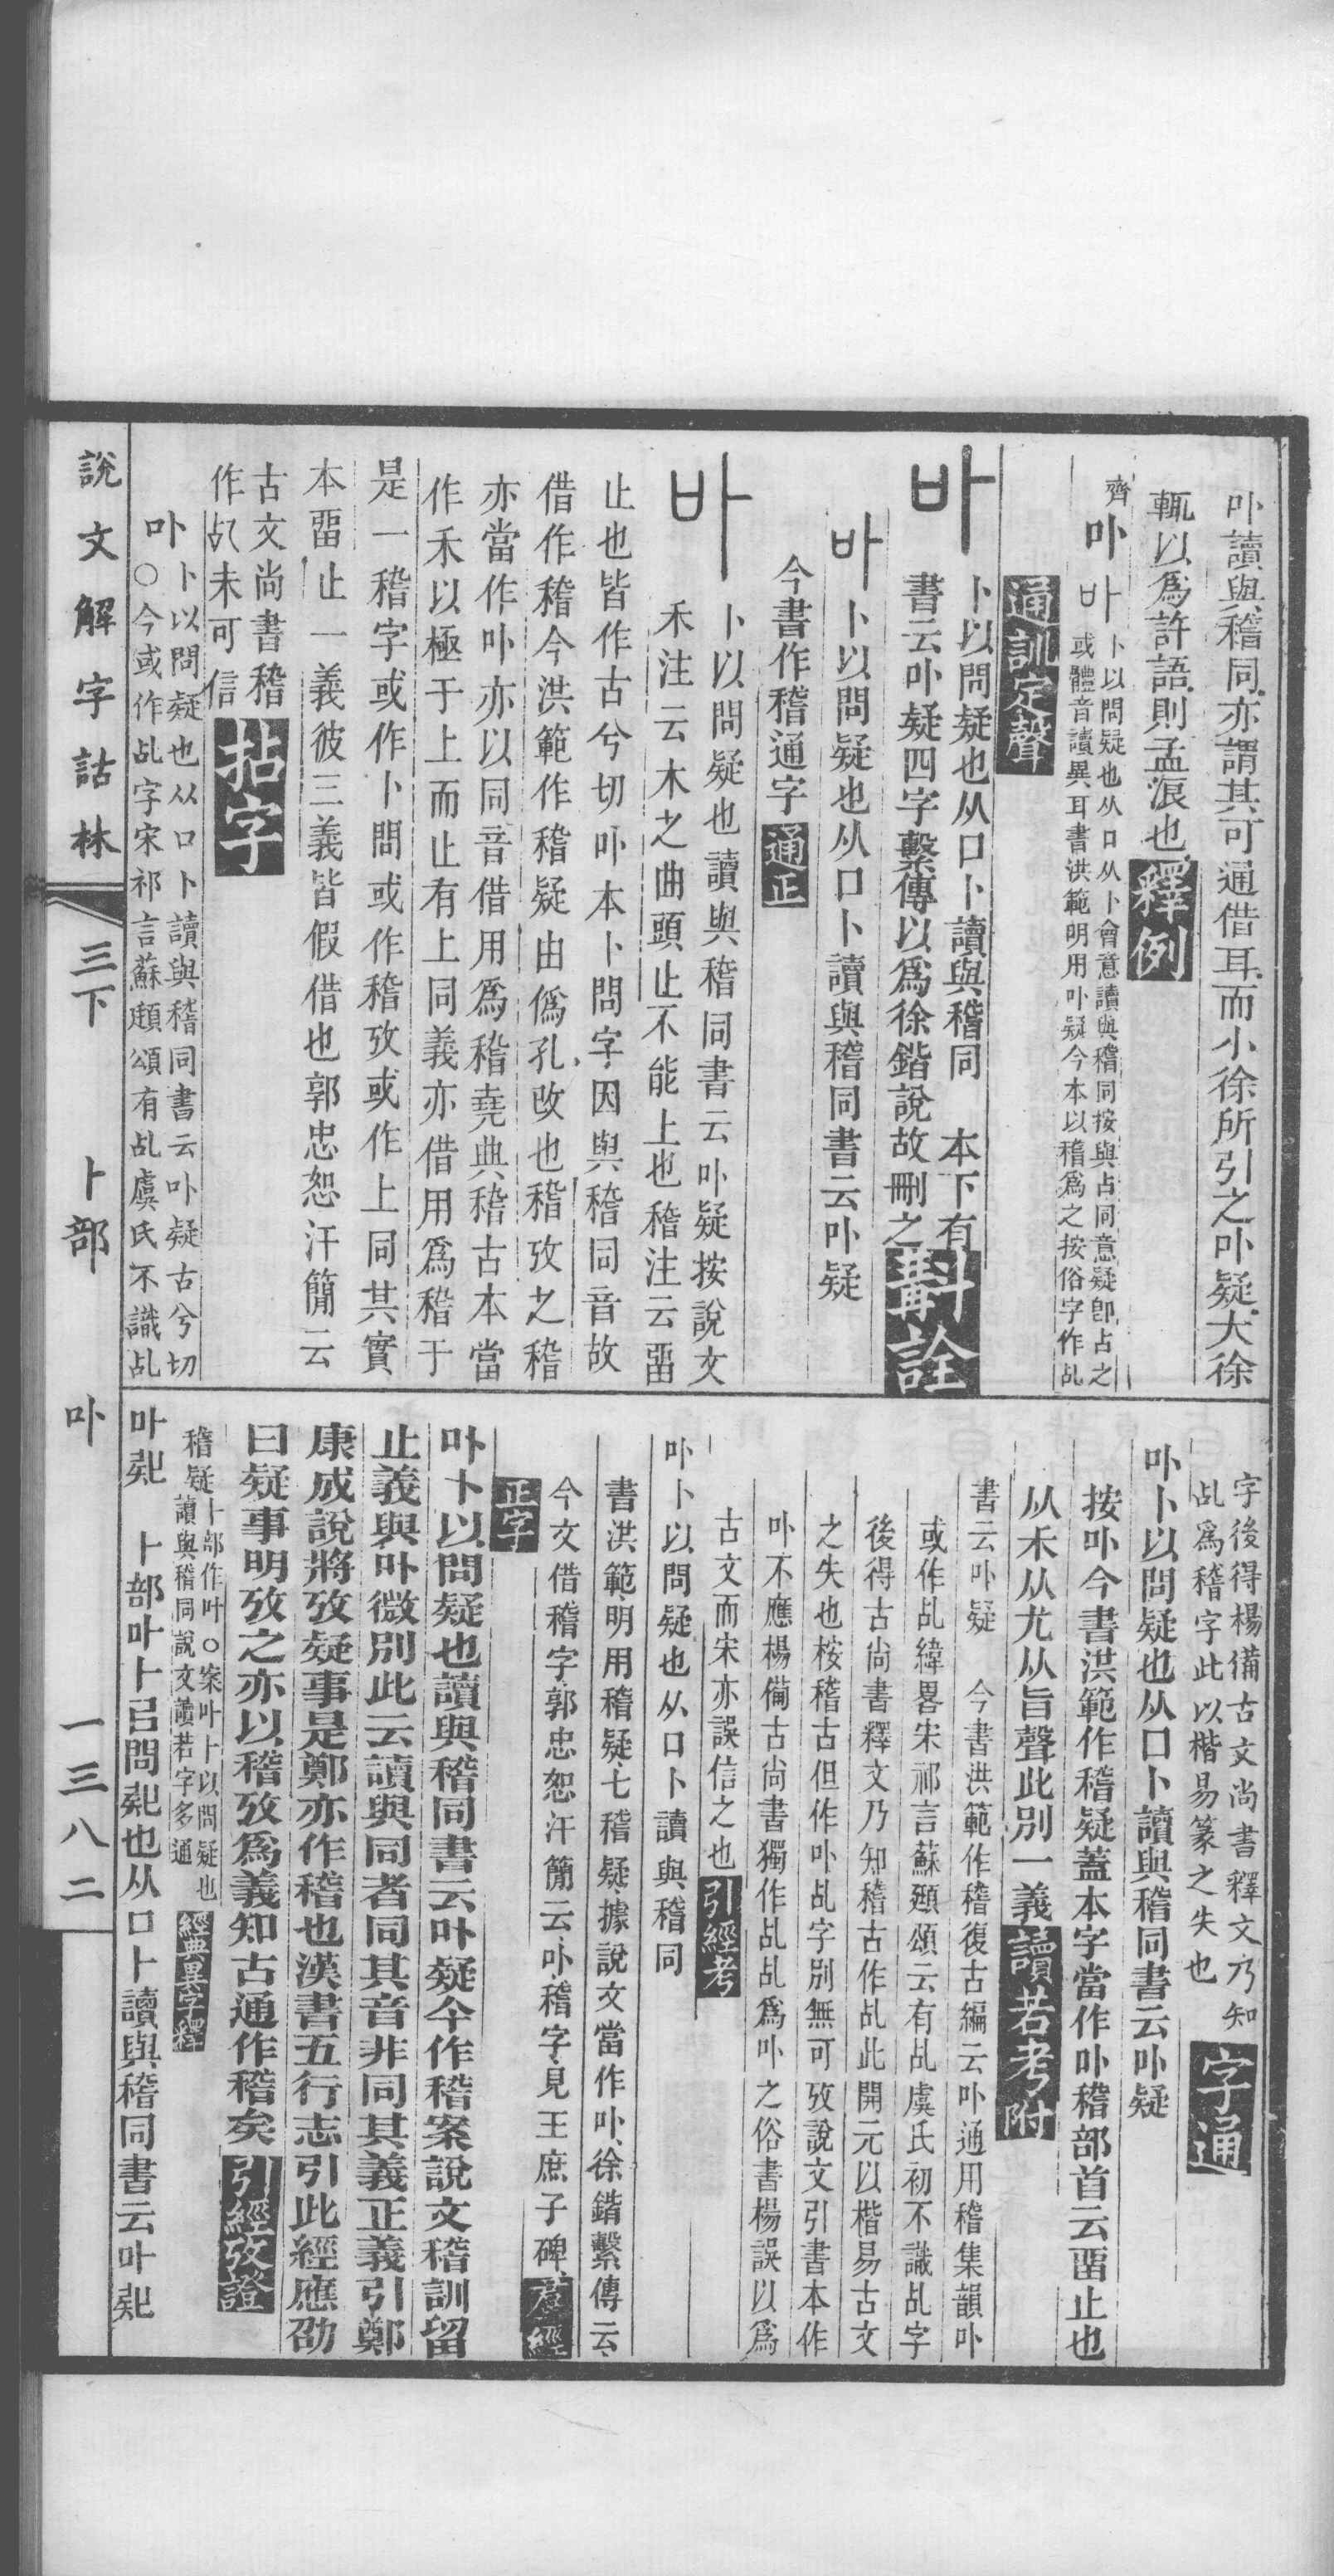 卟讀與稽同亦謂其可通借耳而小徐所引之卟疑大徐
輒以爲許語則孟浪也釋例
齊卟
卜以問疑也从口从卜會意讀與稽同按與占同意疑卽占之
或體音讀異耳書洪範明用卟疑今本以稽爲之按俗字作乩
通訓定聲
卜以問疑也从口卜讀與稽同　本下有
書云卟疑四字繫傳以爲徐鍇說故刪之斠詮
卜以問疑也从口卜讀與稽同書云卟疑
今書作稽通字通正
卜以問疑也讀與稽同書云卟疑按說文
禾注云木之曲頭止不能上也稽注云畱
止也皆作古兮切卟本卜問字因與稽同音故
借作稽今洪範作稽疑由僞孔改也稽攷之稽
亦當作卟亦以同音借用爲稽堯典稽古本當
作禾以極于上而止有上同義亦借用爲稽于
是一稽字或作卜問或作稽攷或作上同其實
本畱止一義彼三義皆假借也郭忠恕汗簡云
古文尚書稽
作乩未可信拈字
卟
卜以問疑也从口卜讀與稽同書云卟疑古兮切
○今或作乩字宋祁言蘇頲頌有乩虞氏不識乩
字後得楊備古文尚書釋文乃知
乩爲稽字此以楷易篆之失也字通
卟卜以問疑也从口卜讀與稽同書云卟疑
按卟今書洪範作稽疑蓋本字當作卟稽部首云畱止也
从禾从尤从旨聲此別一義讀若考附
書云卟疑　今書洪範作稽復古編云卟通用稽集韻卟
或作乩緯畧宋祁言蘇頲頌云有乩虞氏初不識乩字
後得古尚書釋文乃知稽古作乩此開元以楷易古文
之失也桉稽古但作卟乩字別無可攷說文引書本作
卟不應楊備古尚書獨作乩乩爲卟之俗書楊誤以爲
古文而宋亦誤信之也引經考
卟卜以問疑也从口卜讀與稽同
書洪範明用稽疑七稽疑據說文當作卟徐鍇繫傳云
今文借稽字郭忠恕汗簡云卟稽字見王庶子碑羣經
正字
卟卜以問疑也讀與稽同書云卟疑今作稽案說文稽訓留
止義與卟微別此云讀與同者同其音非同其義正義引鄭
康成說將攷疑事是鄭亦作稽也漢書五行志引此經應劭
曰疑事明攷之亦以稽攷爲義知古通作稽矣引經攷證
稽疑
卜部作卟○案卟卜以問疑也
讀與稽同說文讀若字多通經典異字釋
卟𠤗　卜部卟卜㠯問𠤗也从口卜讀與稽同書云卟𠤗
說文解字詁林
三下　卜部　卟　一三八二